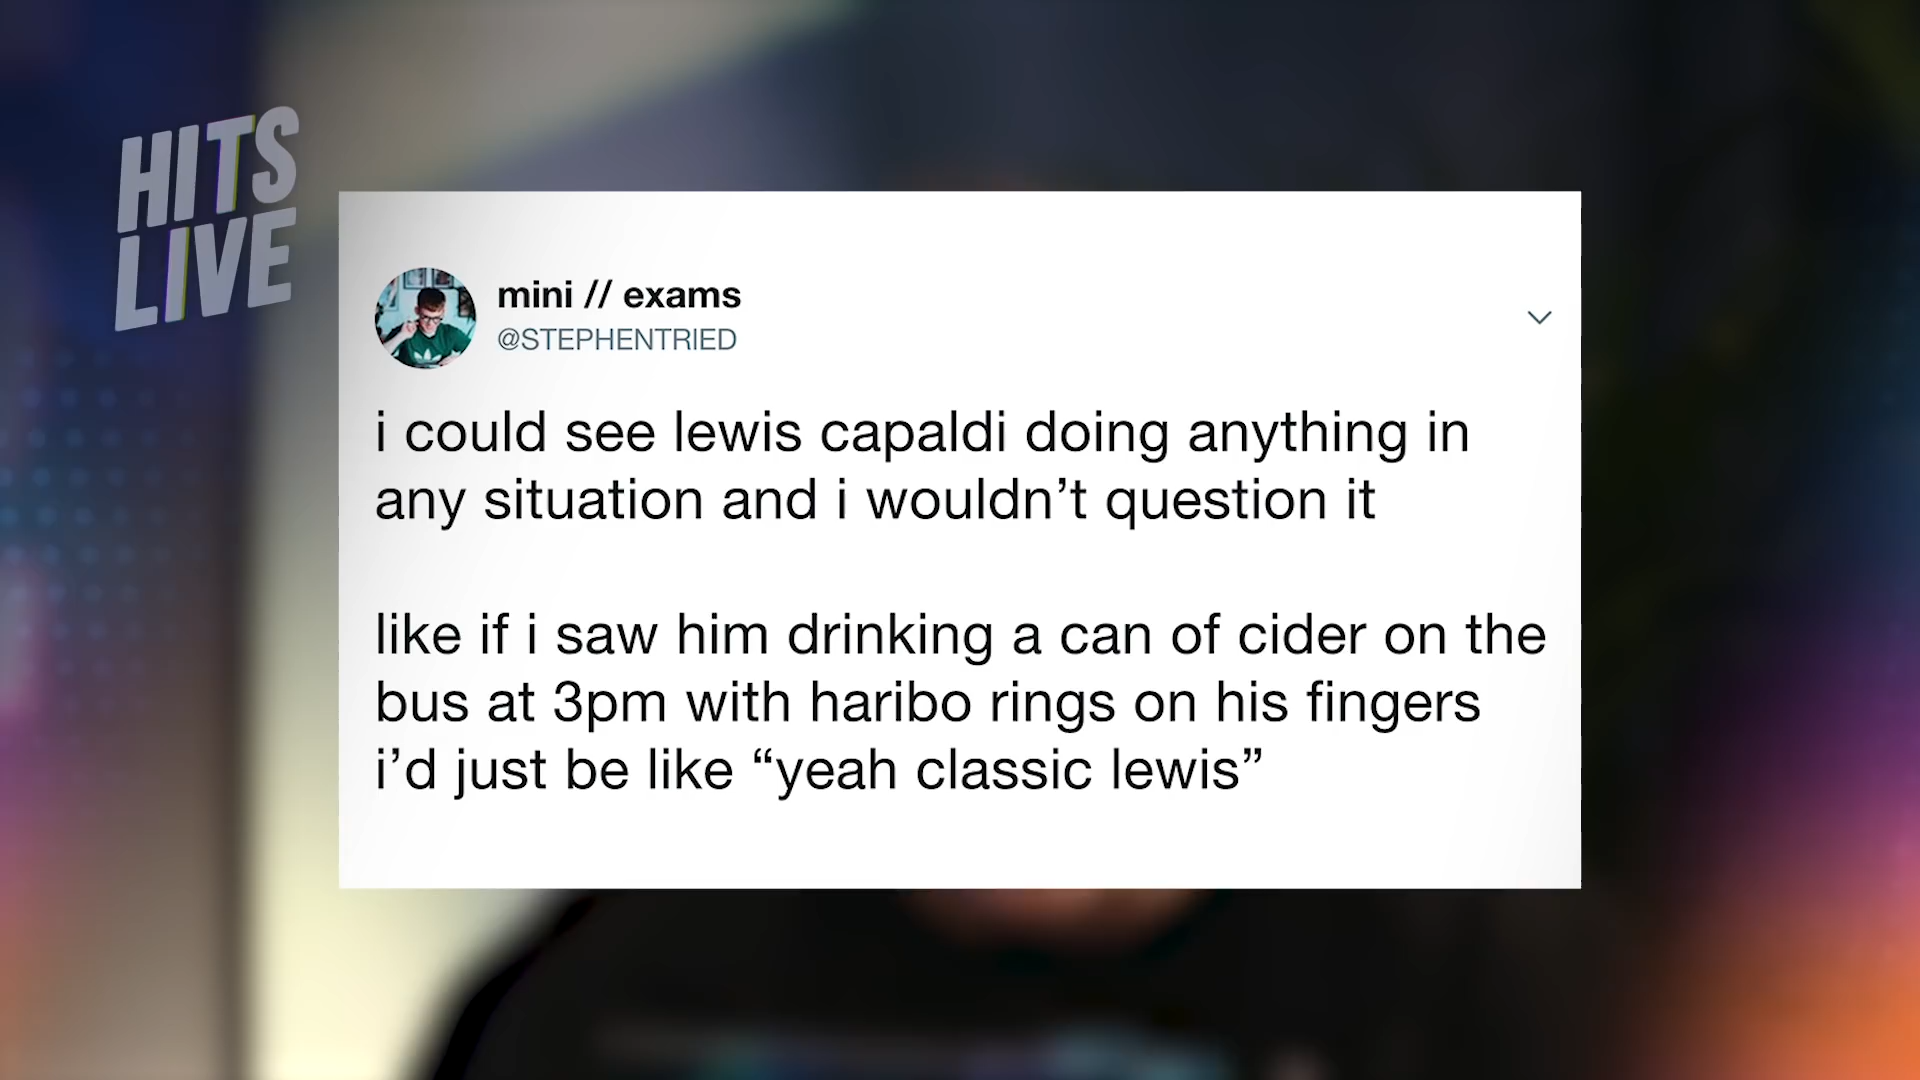 HITS
LIVE
mini // exams
@STEPHENTRIED
i could see lewis capaldi doing anything in
any situation and i wouldn’t question it
like if i saw him drinking a can of cider on the
bus at 3pm with haribo rings on his fingers
i’d just be like “yeah classic lewis”